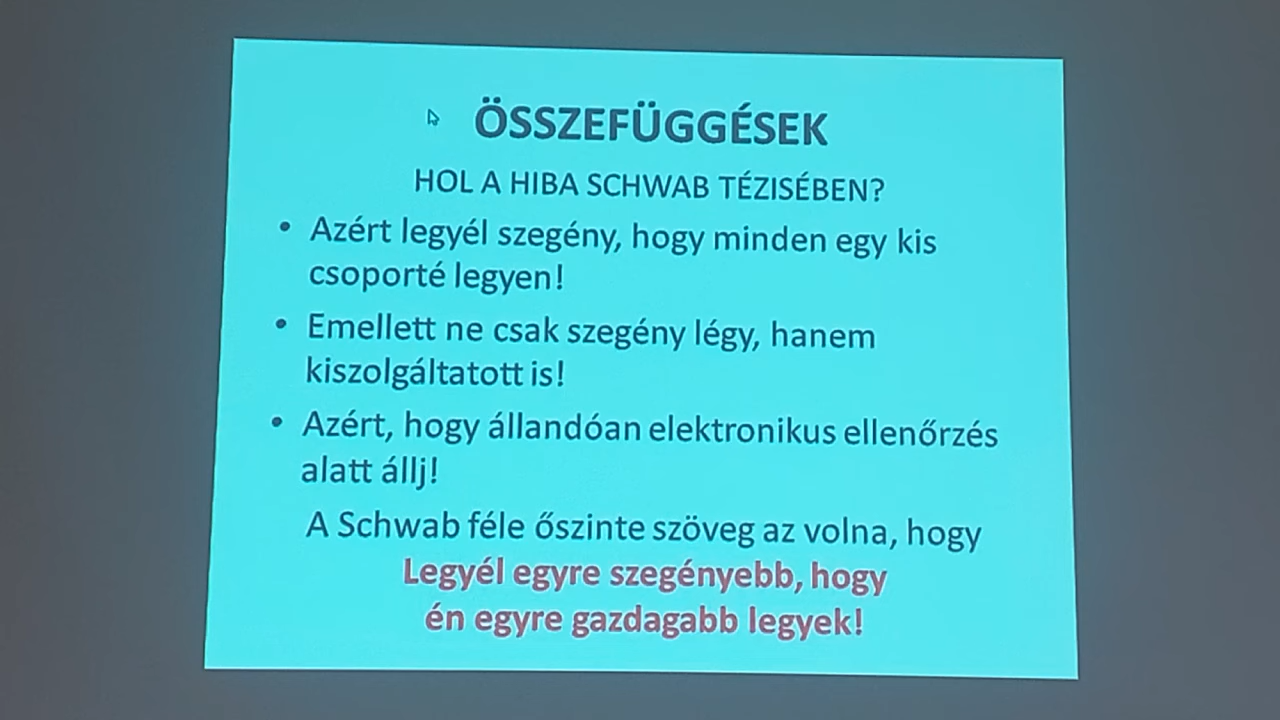 ÖSSZEFÜGGÉSEK
HOL A HIBA SCHWAB TÉZISÉBEN?
• Azért legyél szegény, hogy minden egy kis
csoporté legyen!
• Emellett ne csak szegény légy, hanem
kiszolgáltatott is!
• Azért, hogy állandóan elektronikus ellenőrzés
alatt állj!
A Schwab féle őszinte szöveg az volna, hogy
Legyél egyre szegényebb, hogy
én egyre gazdagabb legyek!